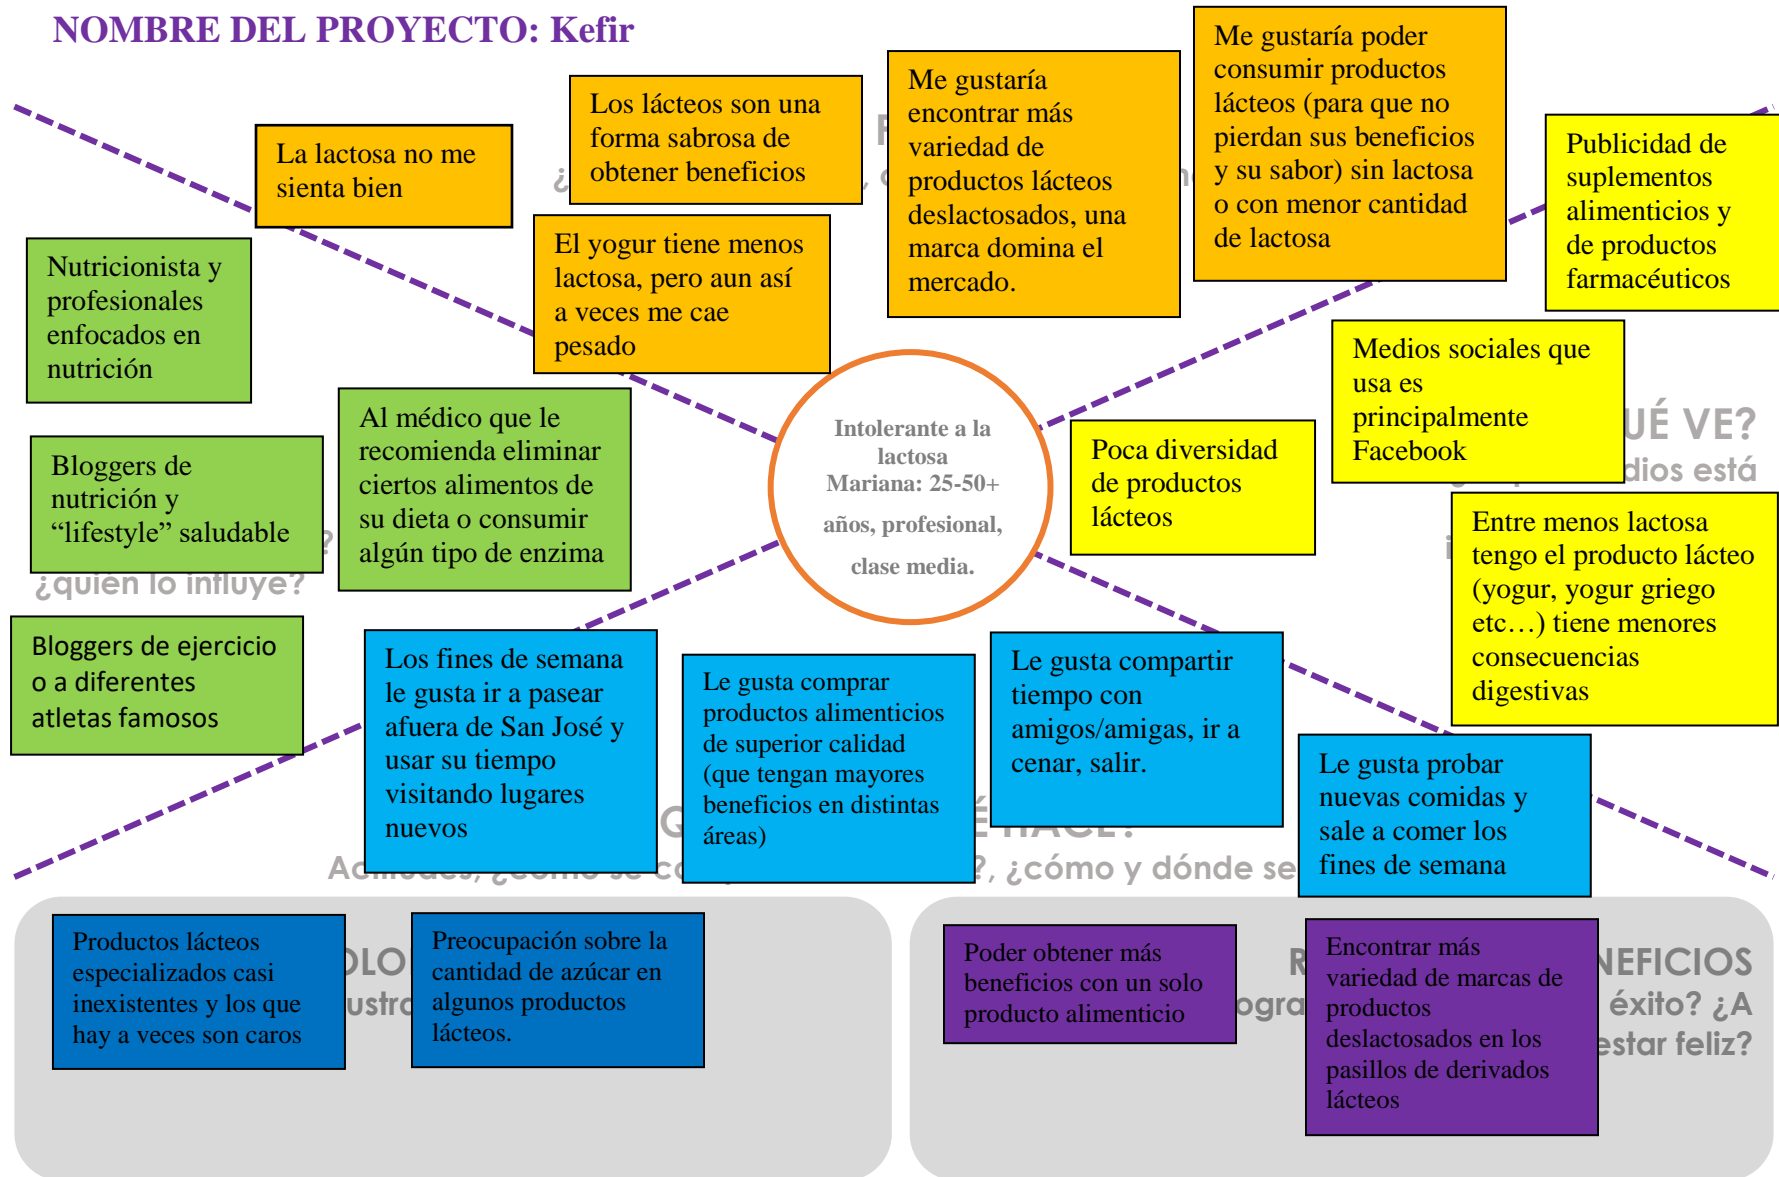 NOMBRE DEL PROYECTO: Kefir
La lactosa no me
sienta bien
Los lácteos son una
forma sabrosa de
obtener beneficios
El yogur tiene menos
lactosa, pero aun así
a veces me cae
pesado
Me gustaría
encontrar más
variedad de
productos lácteos
deslactosados, una
marca domina el
mercado.
Me gustaría poder
consumir productos
lácteos (para que no
pierdan sus beneficios
y su sabor) sin lactosa
o con menor cantidad
de lactosa
Publicidad de
suplementos
alimenticios y
de productos
farmacéuticos
Nutricionista y
profesionales
enfocados en
nutrición
Al médico que le
recomienda eliminar
ciertos alimentos de
su dieta o consumir
algún tipo de enzima
Bloggers de
nutrición y
“lifestyle” saludable
?
¿quién lo influye?
Bloggers de ejercicio
o a diferentes
atletas famosos
Intolerante a la
lactosa
Mariana: 25-50+
años, profesional,
clase media.
Medios sociales que
usa es
principalmente
Facebook
UÉ VE?
dios está
Poca diversidad
de productos
lácteos
Entre menos lactosa
tengo el producto lácteo
(yogur, yogur griego
etc…) tiene menores
consecuencias
digestivas
Los fines de semana
le gusta ir a pasear
afuera de San José y
usar su tiempo
visitando lugares
nuevos
Le gusta comprar
productos alimenticios
de superior calidad
(que tengan mayores
beneficios en distintas
áreas)
Le gusta compartir
tiempo con
amigos/amigas, ir a
cenar, salir.
Le gusta probar
nuevas comidas y
sale a comer los
fines de semana
HACE?
?, ¿cómo y dónde se
Productos lácteos
especializados casi
inexistentes y los que
hay a veces son caros
Preocupación sobre la
cantidad de azúcar en
algunos productos
lácteos.
OLO
ustra
Poder obtener más
beneficios con un solo
producto alimenticio
Encontrar más
variedad de marcas de
productos
deslactosados en los
pasillos de derivados
lácteos
R NEFICIOS
ogra éxito? ¿A
estar feliz?